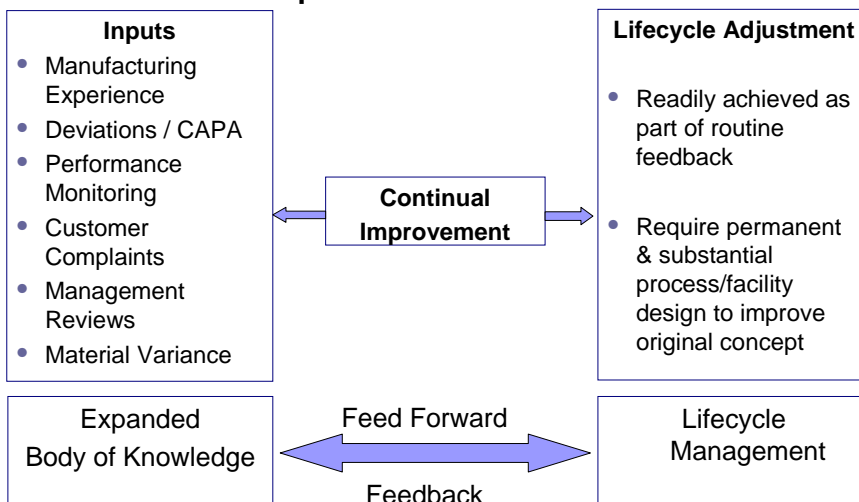 Inputs
• Manufacturing
Experience
• Deviations / CAPA
• Performance
Monitoring
• Customer
Complaints
• Management
Reviews
• Material Variance
Continual
Improvement
Lifecycle Adjustment
• Readily achieved as
part of routine
feedback
• Require permanent
& substantial
process/facility
design to improve
original concept
Expanded
Body of Knowledge
Feed Forward
Feedback
Lifecycle
Management